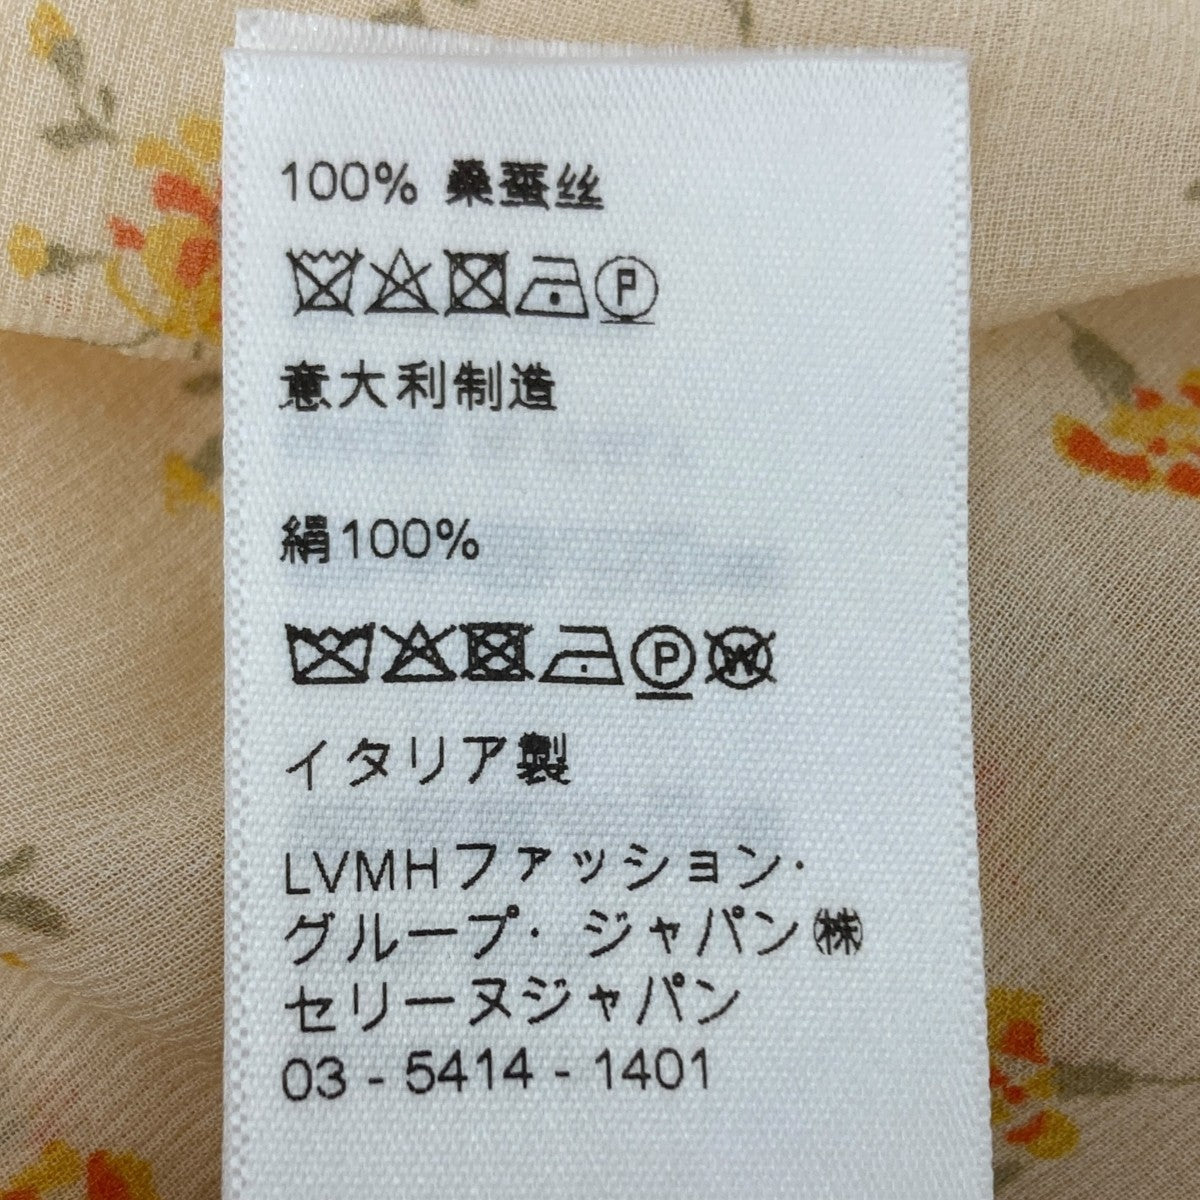 100% 桑蚕丝
P
意大利制造
絹100%
P W
イタリア製
LVMHファッション・
グループ・ジャパン㈱
セリーヌジャパン
03 - 5414 - 1401